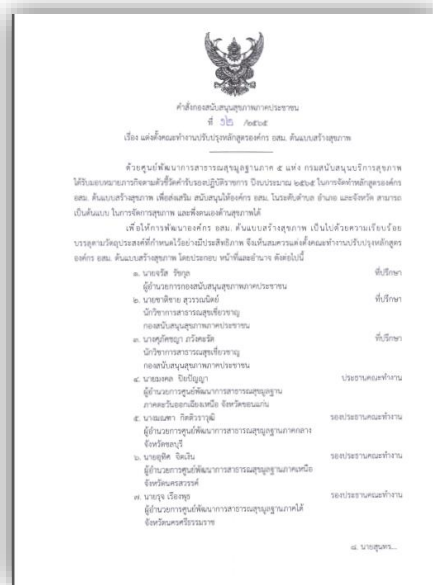 คำสั่งกองสนับสนุนสุขภาพภาคประชาชน
ที่ ๑๒ /๒๕๖๕
เรื่อง แต่งตั้งคณะทำงานปรับปรุงหลักสูตรองค์กร อสม. ต้นแบบสร้างสุขภาพ
ด้วยศูนย์พัฒนาการสาธารณสุขมูลฐานภาค ๕ แห่ง กรมสนับสนุนบริการสุขภาพ
ได้รับมอบหมายภารกิจตามตัวชี้วัดคำรับรองปฏิบัติราชการ ปีงบประมาณ ๒๕๖๕ ในการจัดทำหลักสูตรองค์กร
อสม. ต้นแบบสร้างสุขภาพ เพื่อส่งเสริม สนับสนุนให้องค์กร อสม. ในระดับตำบล อำเภอ และจังหวัด สามารถ
เป็นต้นแบบ ในการจัดการสุขภาพ และพึ่งตนเองด้านสุขภาพได้
เพื่อให้การพัฒนาองค์กร อสม. ต้นแบบสร้างสุขภาพ เป็นไปด้วยความเรียบร้อย
บรรลุตามวัตถุประสงค์ที่กำหนดไว้อย่างมีประสิทธิภาพ จึงเห็นสมควรแต่งตั้งคณะทำงานปรับปรุงหลักสูตร
องค์กร อสม. ต้นแบบสร้างสุขภาพ โดยประกอบ หน้าที่และอำนาจ ดังต่อไปนี้
๑. นายจรัส รัชกุล ที่ปรึกษา
ผู้อำนวยการกองสนับสนุนสุขภาพภาคประชาชน
๒. นายชาติชาย สุวรรณนิตย์ ที่ปรึกษา
นักวิชาการสาธารณสุขเชี่ยวชาญ
กองสนับสนุนสุขภาพภาคประชาชน
๓. นางศุภัคชญา ภวังคะรัต ที่ปรึกษา
นักวิชาการสาธารณสุขเชี่ยวชาญ
กองสนับสนุนสุขภาพภาคประชาชน
๔. นายมงคล ปิยปัญญา ประธานคณะทำงาน
ผู้อำนวยการศูนย์พัฒนาการสาธารณสุขมูลฐาน
ภาคตะวันออกเฉียงเหนือ จังหวัดขอนแก่น
๕. นางมณฑา กิตติวราวุฒิ รองประธานคณะทำงาน
ผู้อำนวยการศูนย์พัฒนาการสาธารณสุขมูลฐานภาคกลาง
จังหวัดชลบุรี
๖. นายอุทิศ จิตเงิน รองประธานคณะทำงาน
ผู้อำนวยการศูนย์พัฒนาการสาธารณสุขมูลฐานภาคเหนือ
จังหวัดนครสวรรค์
๗. นายรุจ เรืองพุธ รองประธานคณะทำงาน
ผู้อำนวยการศูนย์พัฒนาการสาธารณสุขมูลฐานภาคใต้
จังหวัดนครศรีธรรมราช
๘. นายสุนทร...